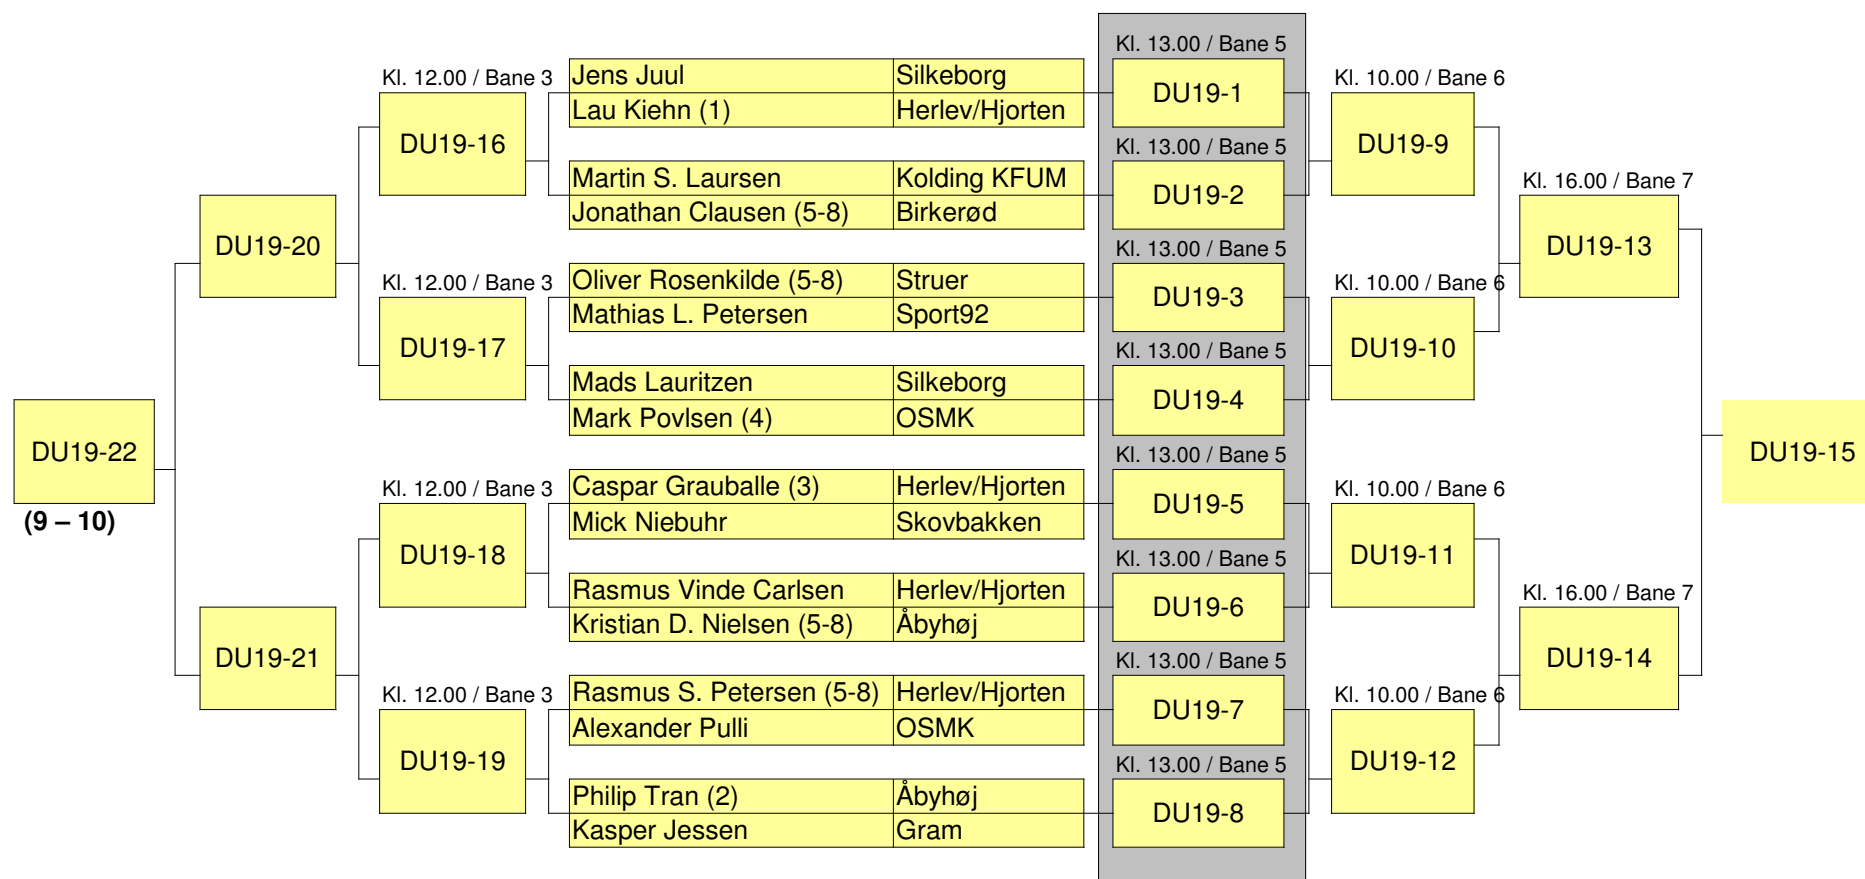 Kl. 13.00 / Bane 5
Kl. 12.00 / Bane 3
Jens Juul Silkeborg
Kl. 10.00 / Bane 6
DU19-1
Lau Kiehn (1) Herlev/Hjorten
DU19-16
DU19-9
Kl. 13.00 / Bane 5
Martin S. Laursen Kolding KFUM
Kl. 16.00 / Bane 7
DU19-2
Jonathan Clausen (5-8) Birkerød
DU19-20
DU19-13
Kl. 13.00 / Bane 5
Kl. 12.00 / Bane 3
Oliver Rosenkilde (5-8) Struer
Kl. 10.00 / Bane 6
DU19-3
Mathias L. Petersen Sport92
DU19-17
DU19-10
Kl. 13.00 / Bane 5
Mads Lauritzen Silkeborg
DU19-4
Mark Povlsen (4) OSMK
DU19-22
DU19-15
(9 – 10)
Kl. 13.00 / Bane 5
Kl. 12.00 / Bane 3
Caspar Grauballe (3) Herlev/Hjorten
Kl. 10.00 / Bane 6
DU19-5
Mick Niebuhr Skovbakken
DU19-18
DU19-11
Kl. 13.00 / Bane 5
Rasmus Vinde Carlsen Herlev/Hjorten
Kl. 16.00 / Bane 7
DU19-6
Kristian D. Nielsen (5-8) Åbyhøj
DU19-21
DU19-14
Kl. 13.00 / Bane 5
Kl. 12.00 / Bane 3
Rasmus S. Petersen (5-8) Herlev/Hjorten
Kl. 10.00 / Bane 6
DU19-7
Alexander Pulli OSMK
DU19-19
DU19-12
Kl. 13.00 / Bane 5
Philip Tran (2) Åbyhøj
DU19-8
Kasper Jessen Gram